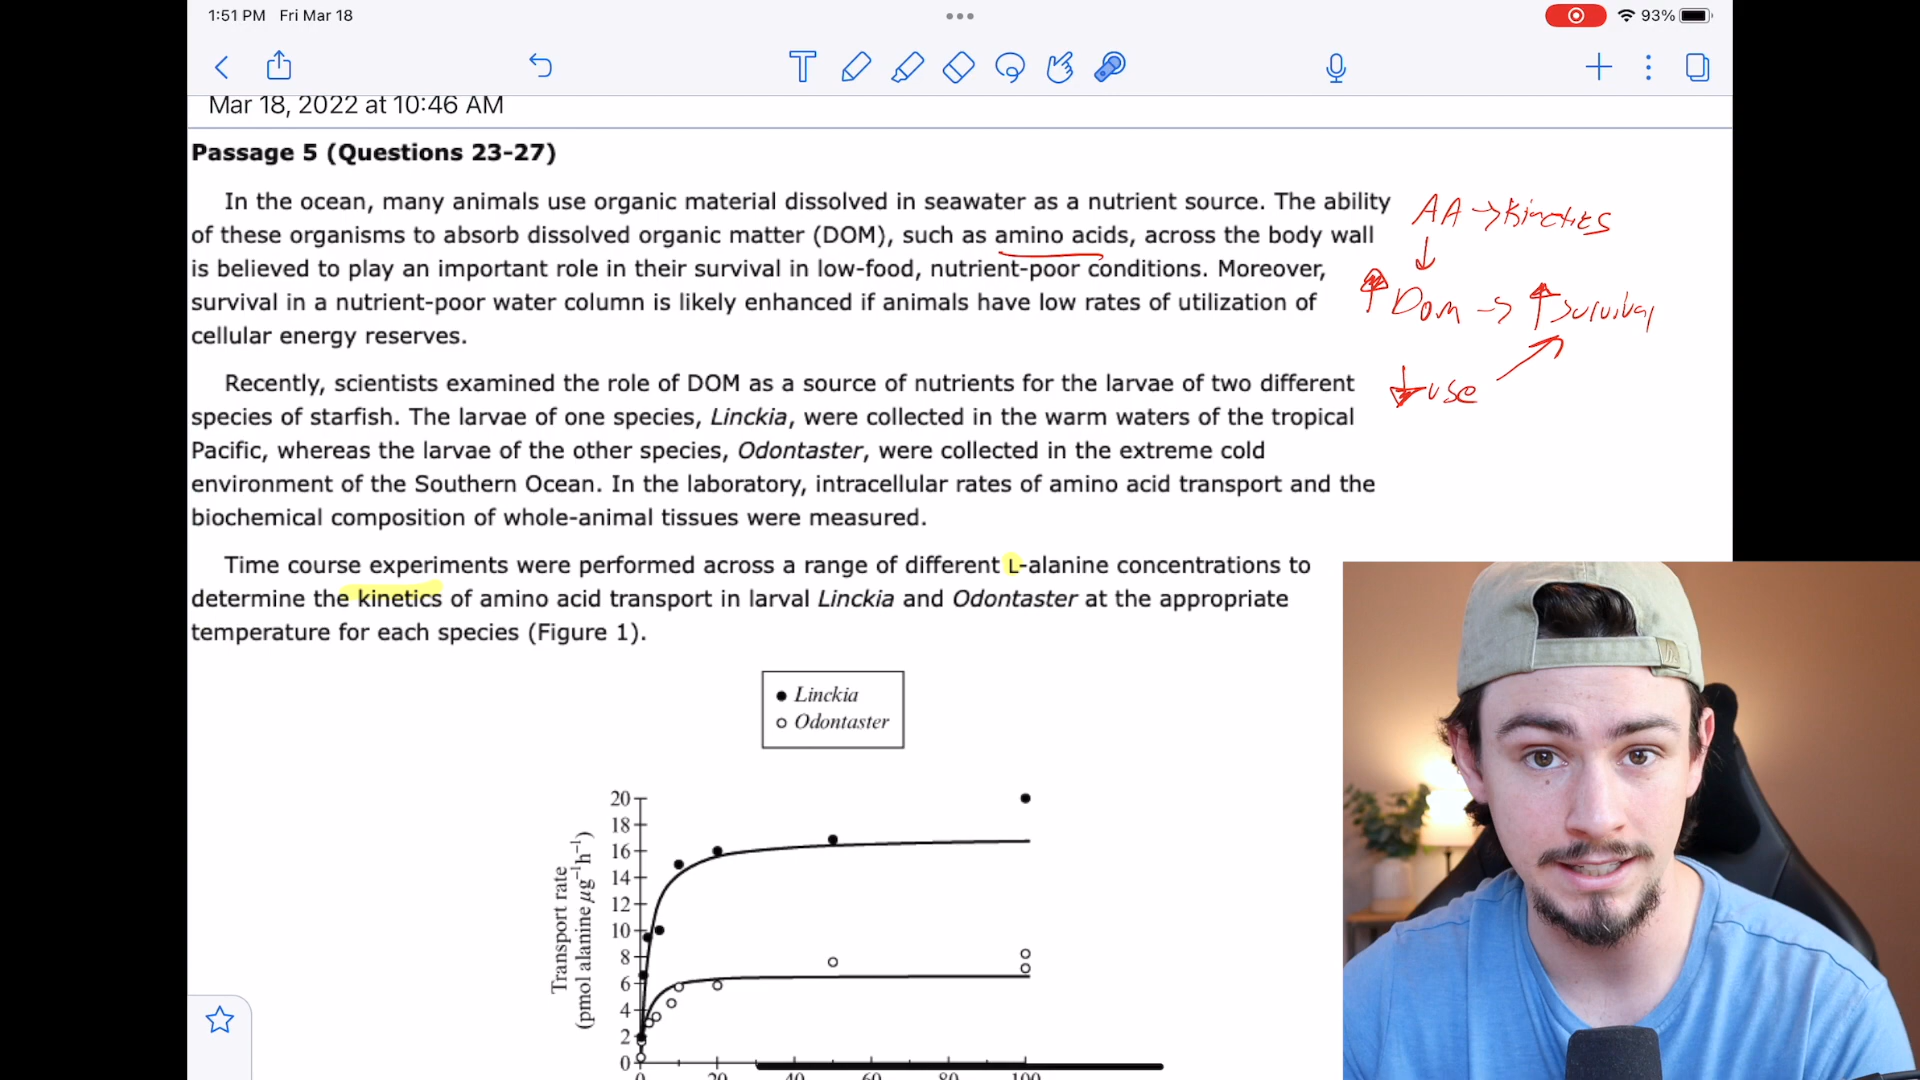 1:51 PM Fri Mar 18
93%
Mar 18, 2022 at 10:46 AM
Passage 5 (Questions 23-27)
In the ocean, many animals use organic material dissolved in seawater as a nutrient source. The ability
of these organisms to absorb dissolved organic matter (DOM), such as amino acids, across the body wall
is believed to play an important role in their survival in low-food, nutrient-poor conditions. Moreover,
survival in a nutrient-poor water column is likely enhanced if animals have low rates of utilization of
cellular energy reserves.
AA → Kinetics
↓
↑ Dom → ↑ Survival
↓ use
Recently, scientists examined the role of DOM as a source of nutrients for the larvae of two different
species of starfish. The larvae of one species, Linckia, were collected in the warm waters of the tropical
Pacific, whereas the larvae of the other species, Odontaster, were collected in the extreme cold
environment of the Southern Ocean. In the laboratory, intracellular rates of amino acid transport and the
biochemical composition of whole-animal tissues were measured.
Time course experiments were performed across a range of different L-alanine concentrations to
determine the kinetics of amino acid transport in larval Linckia and Odontaster at the appropriate
temperature for each species (Figure 1).
Linckia
Odontaster
Transport rate
(pmol alanine µg⁻¹h⁻¹)
20
18
16
14
12
10
8
6
4
2
0
0 20 40 60 80 100